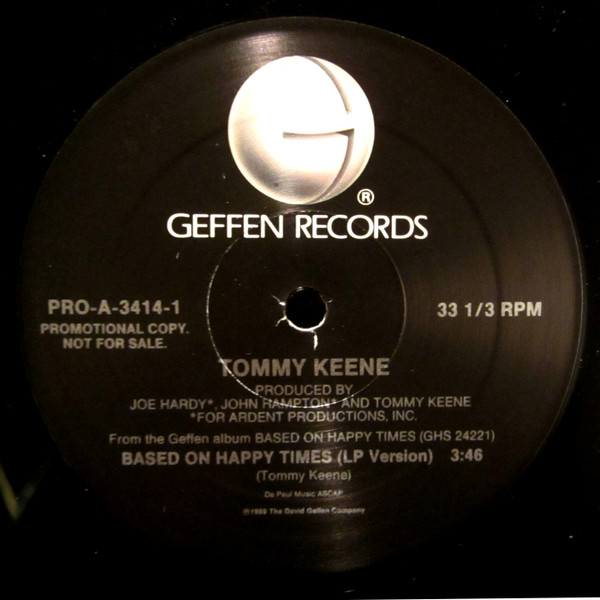 ®
GEFFEN RECORDS
PRO-A-3414-1
33 1/3 RPM
PROMOTIONAL COPY.
NOT FOR SALE.
TOMMY KEENE
PRODUCED BY
JOE HARDY*, JOHN HAMPTON* AND TOMMY KEENE
*FOR ARDENT PRODUCTIONS, INC.
From the Geffen album BASED ON HAPPY TIMES (GHS 24221)
BASED ON HAPPY TIMES (LP Version) 3:46
(Tommy Keene)
De Paul Music ASCAP
℗1989 The David Geffen Company